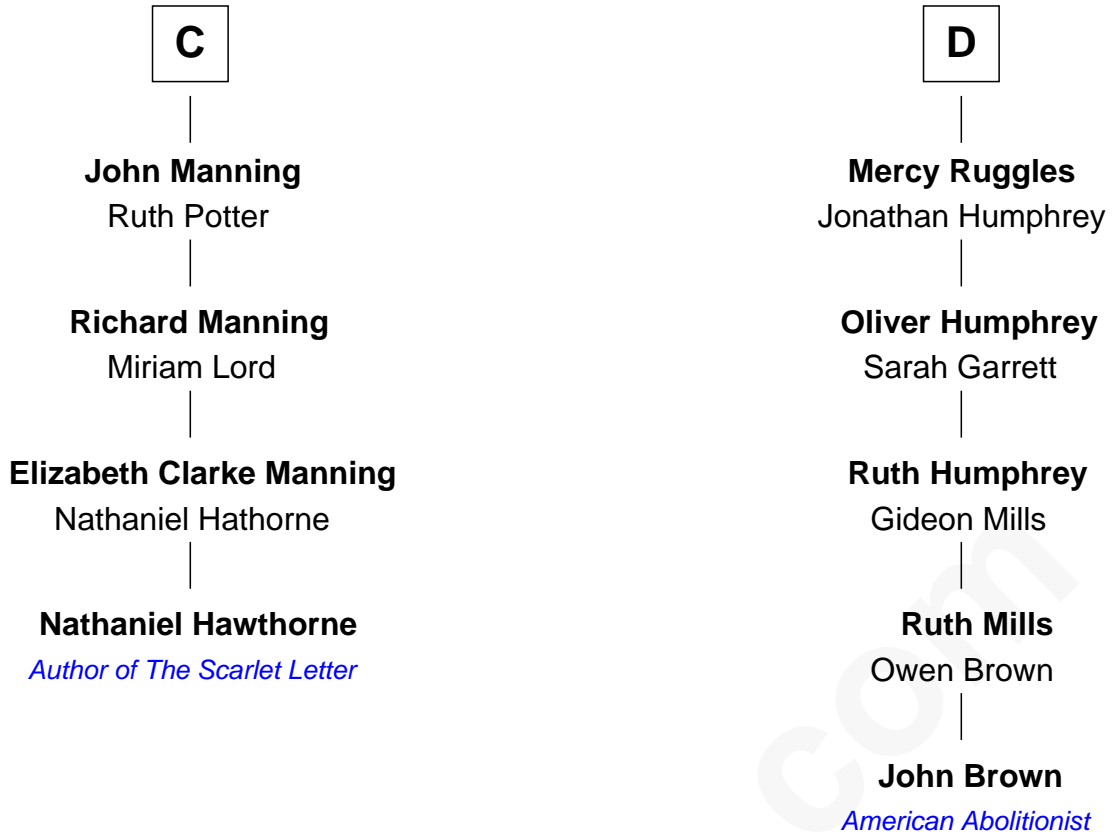 C
John Manning
Ruth Potter
Richard Manning
Miriam Lord
Elizabeth Clarke Manning
Nathaniel Hathorne
Nathaniel Hawthorne
Author of The Scarlet Letter
D
Mercy Ruggles
Jonathan Humphrey
Oliver Humphrey
Sarah Garrett
Ruth Humphrey
Gideon Mills
Ruth Mills
Owen Brown
John Brown
American Abolitionist
com